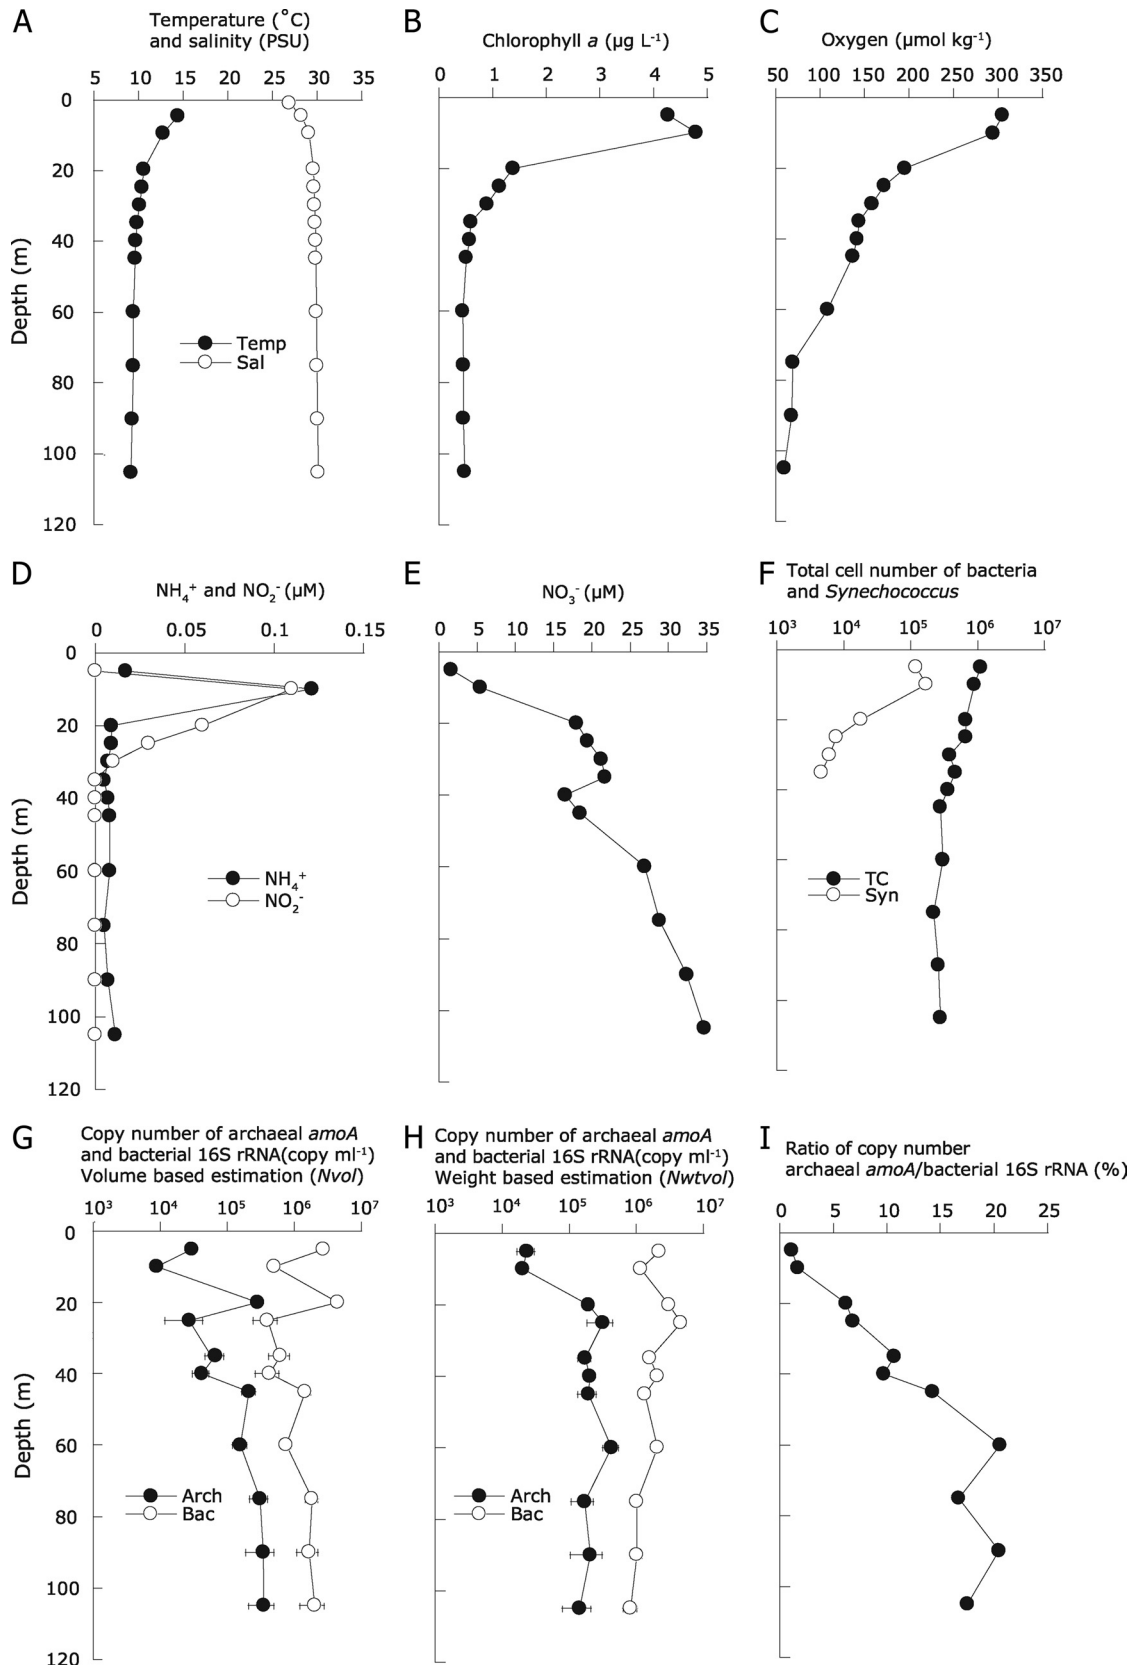 A
Temperature (˚C)
and salinity (PSU)
5 10 15 20 25 30 35
0
20
40
60
80
100
120
Depth (m)
Temp
Sal
B
Chlorophyll a (µg L⁻¹)
0 1 2 3 4 5
C
Oxygen (µmol kg⁻¹)
50 100 150 200 250 300 350
D
NH₄⁺ and NO₂⁻ (µM)
0 0.05 0.1 0.15
0
20
40
60
80
100
120
Depth (m)
NH₄⁺
NO₂⁻
E
NO₃⁻ (µM)
0 5 10 15 20 25 30 35
F
Total cell number of bacteria
and Synechococcus
10³ 10⁴ 10⁵ 10⁶ 10⁷
TC
Syn
G
Copy number of archaeal amoA
and bacterial 16S rRNA(copy ml⁻¹)
Volume based estimation (Nvol)
10³ 10⁴ 10⁵ 10⁶ 10⁷
0
20
40
60
80
100
120
Depth (m)
Arch
Bac
H
Copy number of archaeal amoA
and bacterial 16S rRNA(copy ml⁻¹)
Weight based estimation (Nwtvol)
10³ 10⁴ 10⁵ 10⁶ 10⁷
Arch
Bac
I
Ratio of copy number
archaeal amoA/bacterial 16S rRNA (%)
0 5 10 15 20 25